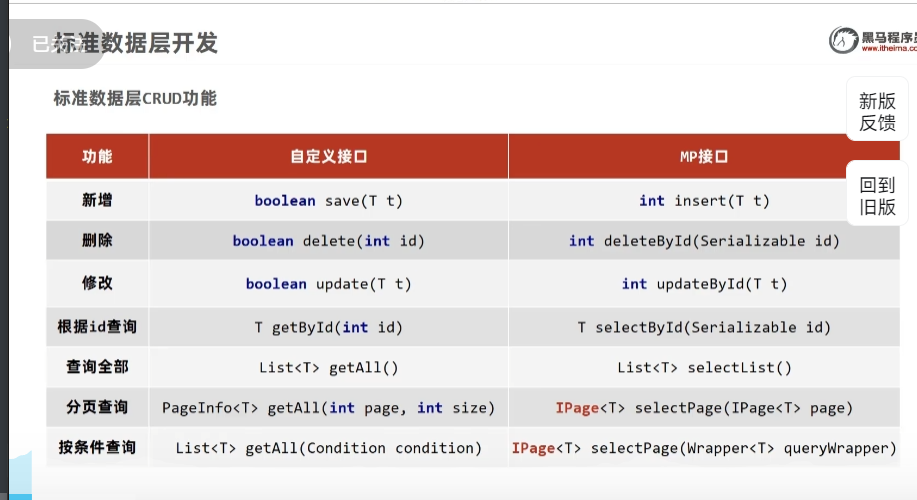 标准数据层开发
黑马程序员
www.itheima.co
标准数据层CRUD功能
新版
反馈
功能 自定义接口 MP接口
回到
旧版
新增 boolean save(T t) int insert(T t)
删除 boolean delete(int id) int deleteById(Serializable id)
修改 boolean update(T t) int updateById(T t)
根据id查询 T getById(int id) T selectById(Serializable id)
查询全部 List<T> getAll() List<T> selectList()
分页查询 PageInfo<T> getAll(int page, int size) IPage<T> selectPage(IPage<T> page)
按条件查询 List<T> getAll(Condition condition) IPage<T> selectPage(Wrapper<T> queryWrapper)